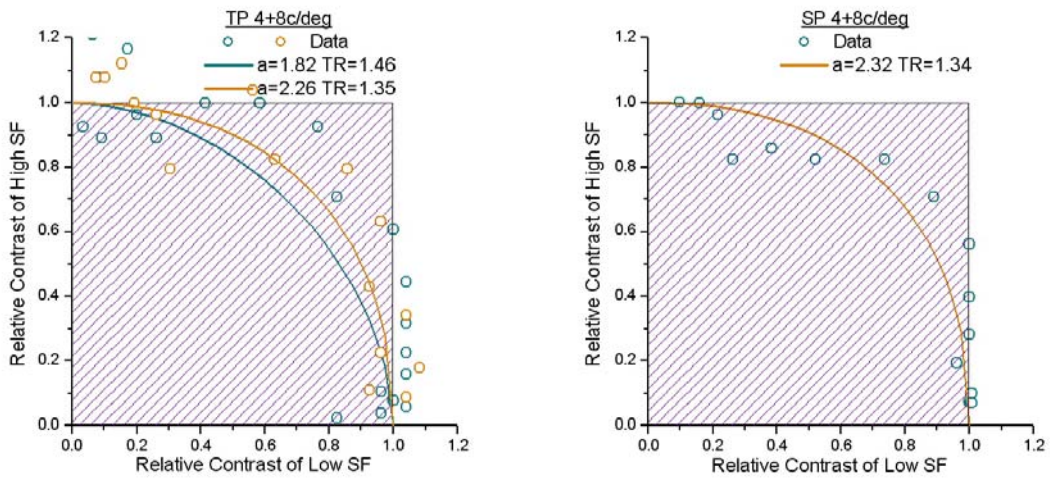 TP 4+8c/deg
Data
a=1.82 TR=1.46
a=2.26 TR=1.35
Relative Contrast of High SF
1.2
1.0
0.8
0.6
0.4
0.2
0.0
0.0 0.2 0.4 0.6 0.8 1.0 1.2
Relative Contrast of Low SF
SP 4+8c/deg
Data
a=2.32 TR=1.34
Relative Contrast of High SF
1.2
1.0
0.8
0.6
0.4
0.2
0.0
0.0 0.2 0.4 0.6 0.8 1.0 1.2
Relative Contrast of Low SF